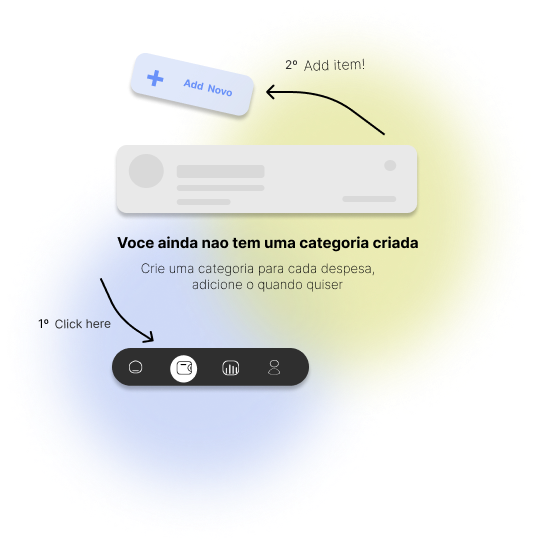 2º Add item!
Add Novo
Voce ainda nao tem uma categoria criada
Crie uma categoria para cada despesa,
adicione o quando quiser
1º Click here